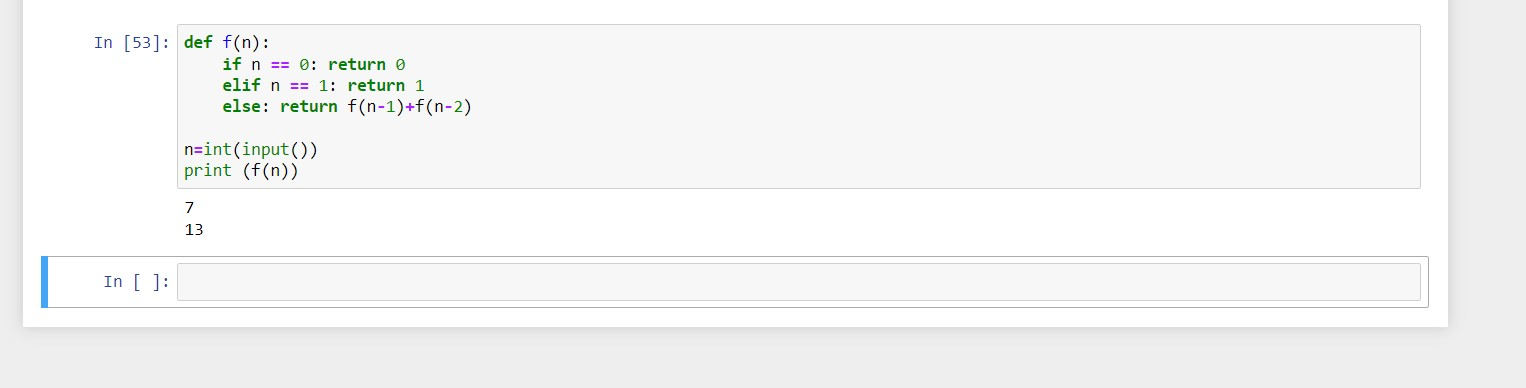 In [53]: def f(n):
    if n == 0: return 0
    elif n == 1: return 1
    else: return f(n-1)+f(n-2)
n=int(input())
print (f(n))
7
13
In [ ]: